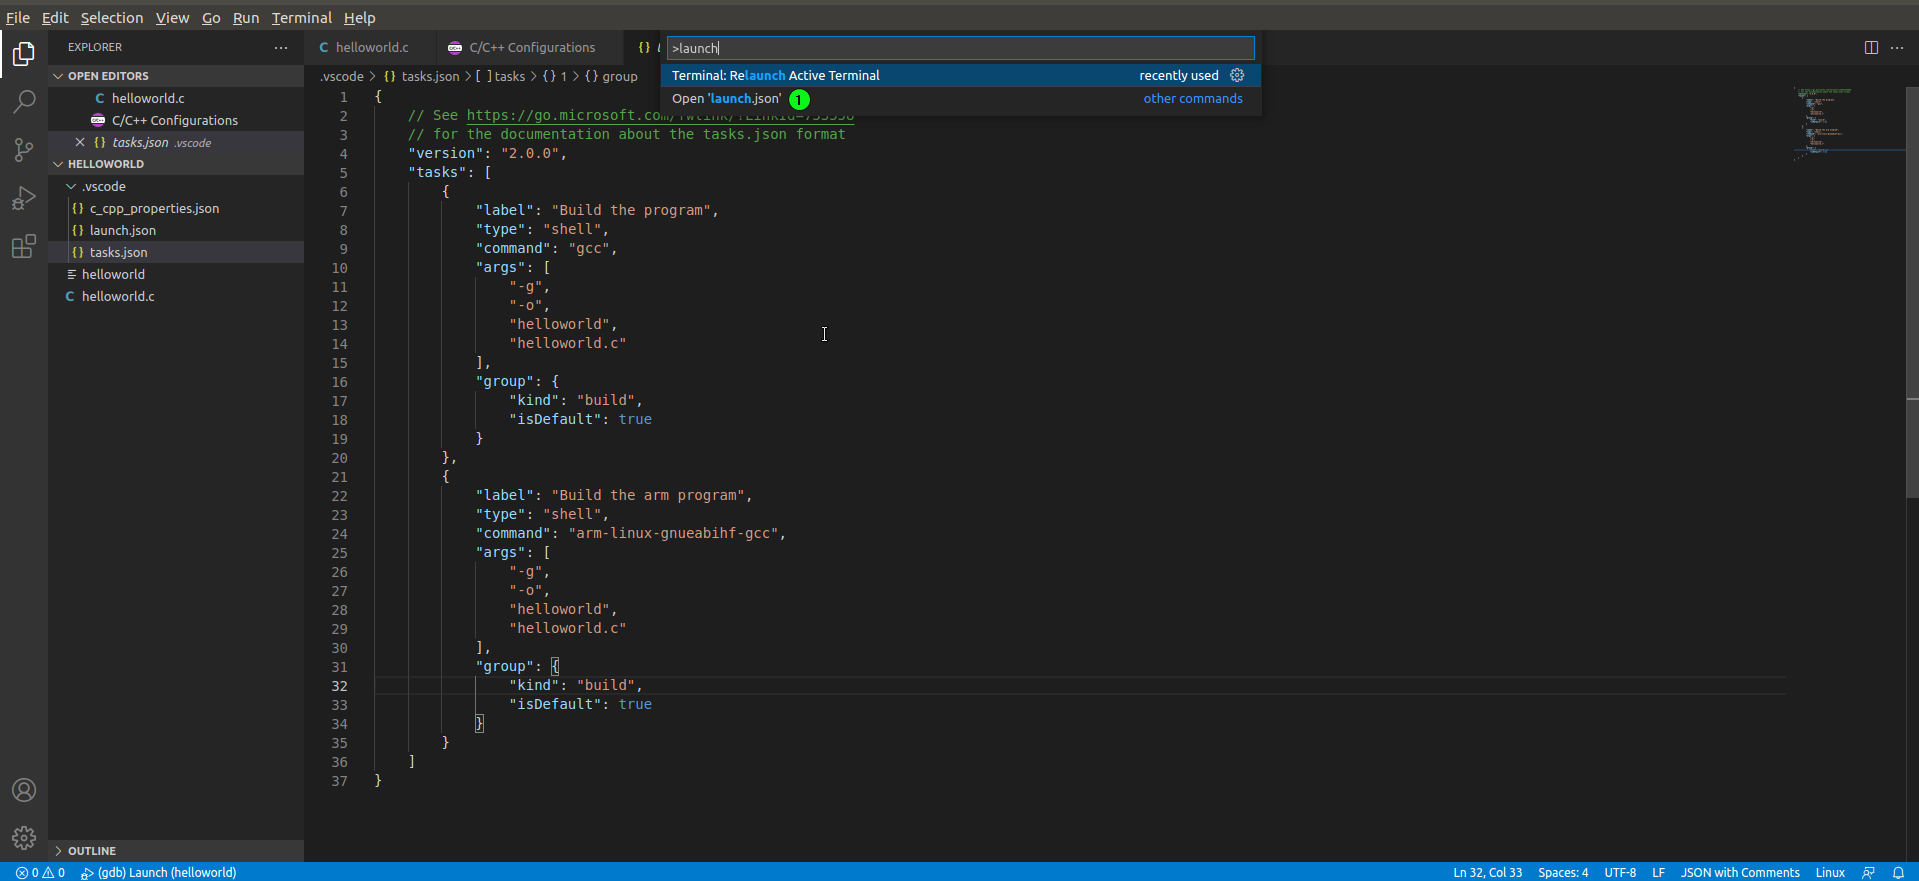 File Edit Selection View Go Run Terminal Help
EXPLORER ···
helloworld.c
C/C++ Configurations
>launch
Terminal: Relaunch Active Terminal recently used
Open 'launch.json' 1 other commands
OPEN EDITORS
helloworld.c
C/C++ Configurations
tasks.json .vscode
HELLOWORLD
.vscode
c_cpp_properties.json
launch.json
tasks.json
helloworld
helloworld.c
OUTLINE
.vscode > {} tasks.json > [ ] tasks > {} 1 > {} group
1 {
2 // See https://go.microsoft.com/
3 // for the documentation about the tasks.json format
4 "version": "2.0.0",
5 "tasks": [
6 {
7 "label": "Build the program",
8 "type": "shell",
9 "command": "gcc",
10 "args": [
11 "-g",
12 "-o",
13 "helloworld",
14 "helloworld.c"
15 ],
16 "group": {
17 "kind": "build",
18 "isDefault": true
19 }
20 },
21 {
22 "label": "Build the arm program",
23 "type": "shell",
24 "command": "arm-linux-gnueabihf-gcc",
25 "args": [
26 "-g",
27 "-o",
28 "helloworld",
29 "helloworld.c"
30 ],
31 "group": {
32 "kind": "build",
33 "isDefault": true
34 }
35 }
36 ]
37 }
0 0 (gdb) Launch (helloworld) Ln 32, Col 33 Spaces: 4 UTF-8 LF JSON with Comments Linux